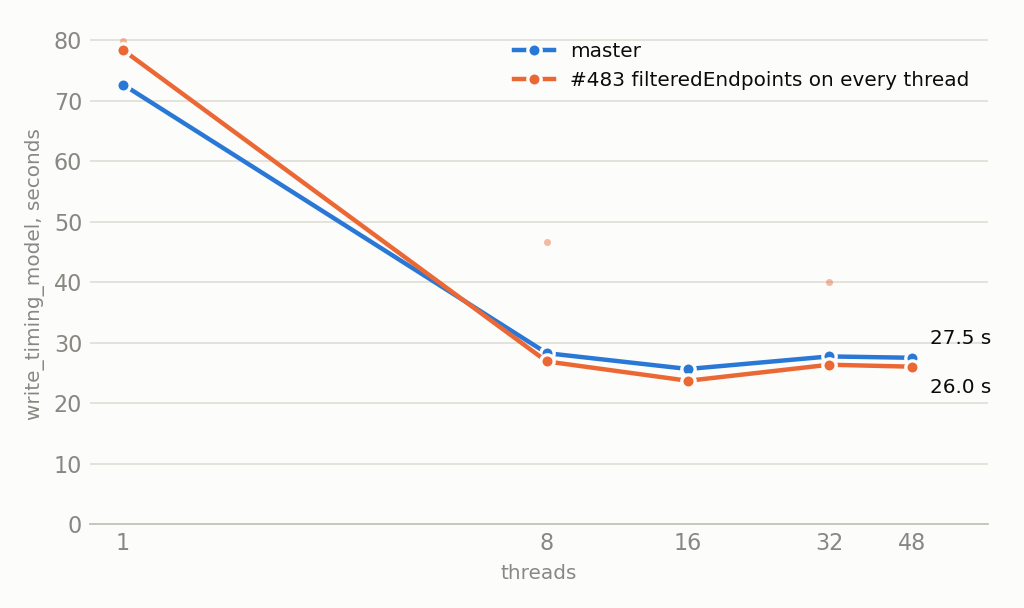 80
70
60
50
40
30
20
10
0
write_timing_model, seconds
master
#483 filteredEndpoints on every thread
27.5 s
26.0 s
1 8 16 32 48
threads